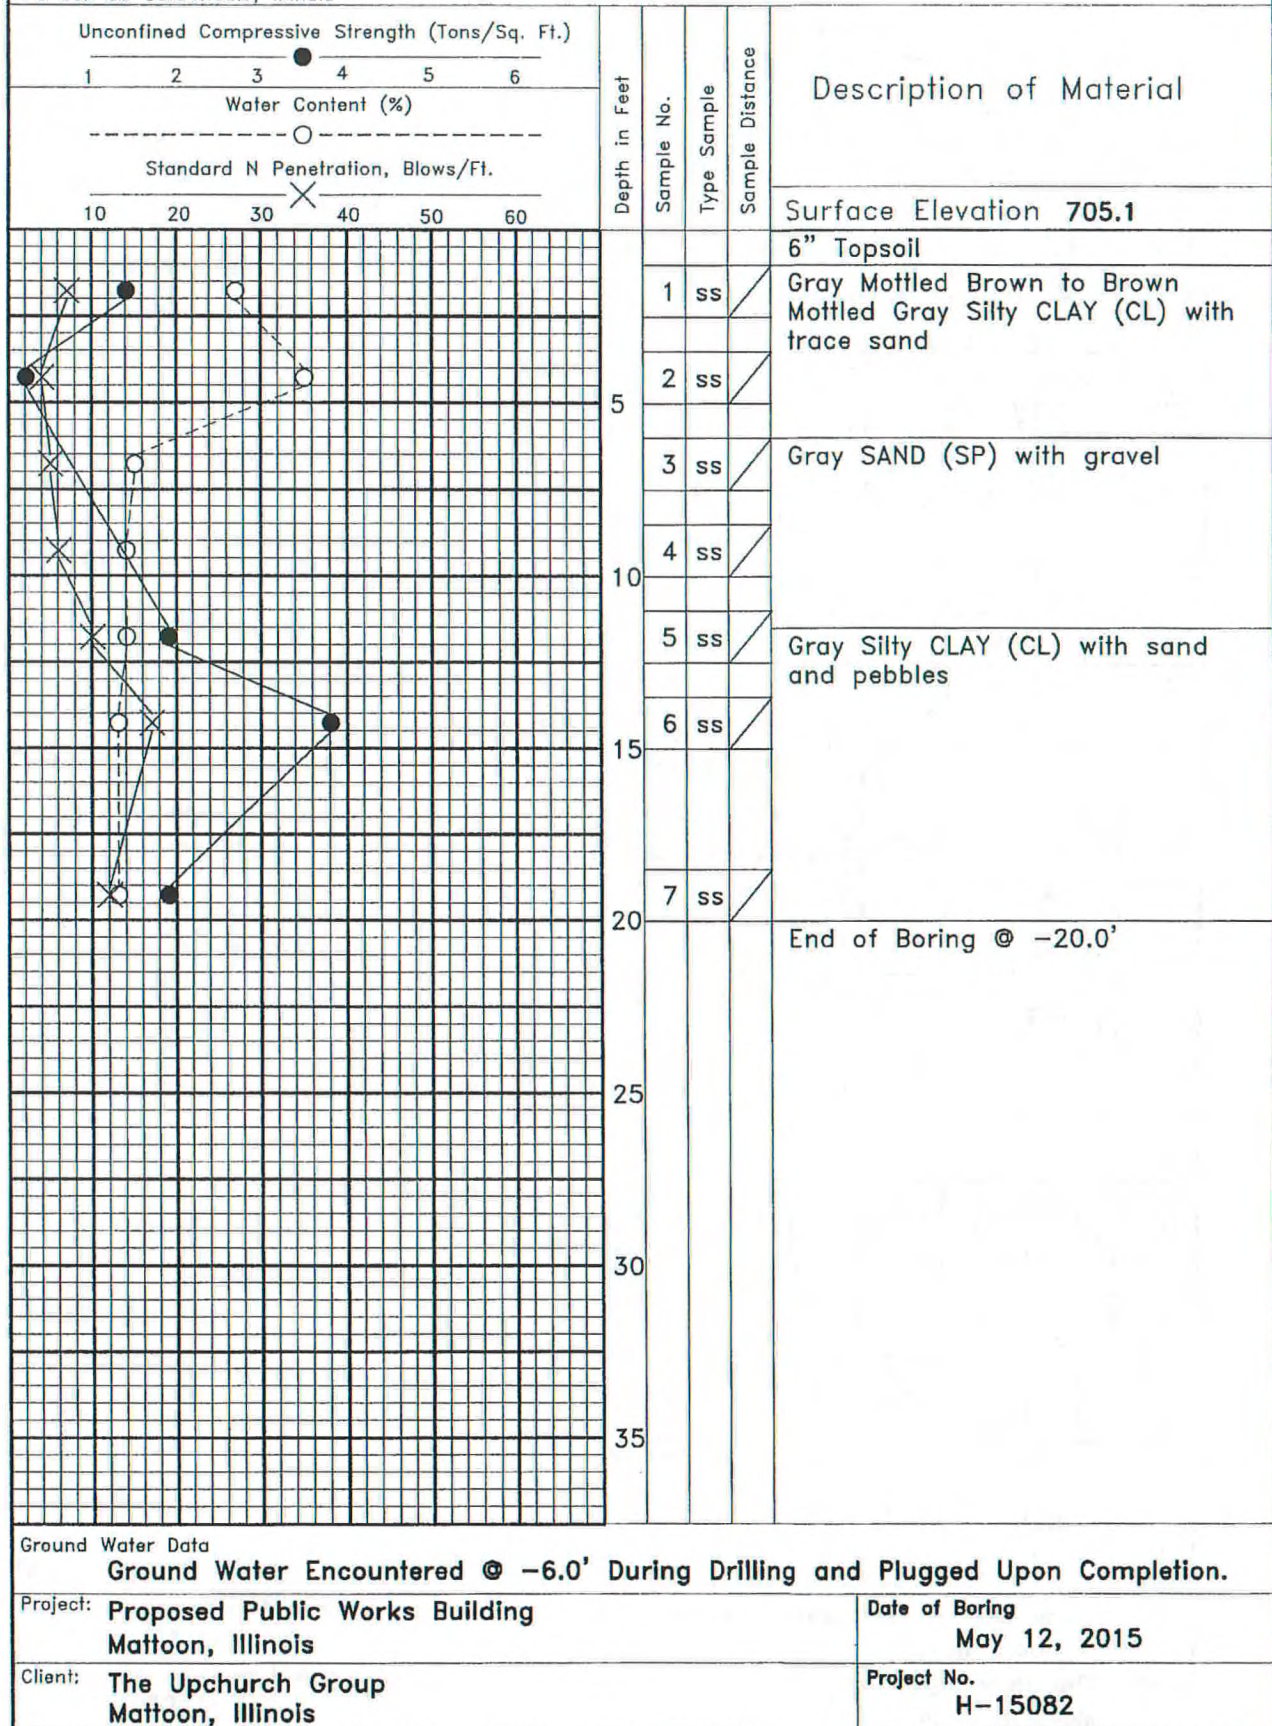 Unconfined Compressive Strength (Tons/Sq. Ft.)
1 2 3 4 5 6
Water Content (%)
Standard N Penetration, Blows/Ft.
10 20 30 40 50 60
Depth in Feet
Sample No.
Type Sample
Sample Distance
Description of Material
Surface Elevation 705.1
6" Topsoil
1 ss Gray Mottled Brown to Brown
Mottled Gray Silty CLAY (CL) with
trace sand
2 ss
5
3 ss Gray SAND (SP) with gravel
4 ss
10
5 ss Gray Silty CLAY (CL) with sand
and pebbles
6 ss
15
7 ss
20
End of Boring @ -20.0'
25
30
35
Ground Water Data
Ground Water Encountered @ -6.0' During Drilling and Plugged Upon Completion.
Project: Proposed Public Works Building
Mattoon, Illinois
Date of Boring
May 12, 2015
Client: The Upchurch Group
Mattoon, Illinois
Project No.
H-15082